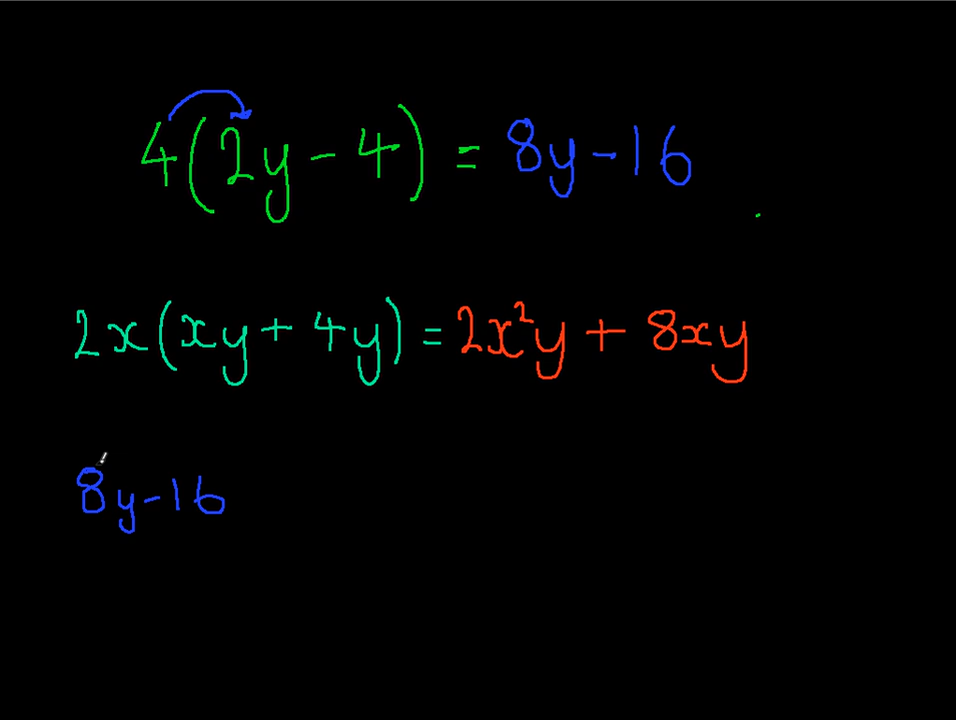 4(2y - 4) = 8y - 16
2x(xy + 4y) = 2x²y + 8xy
8y - 16